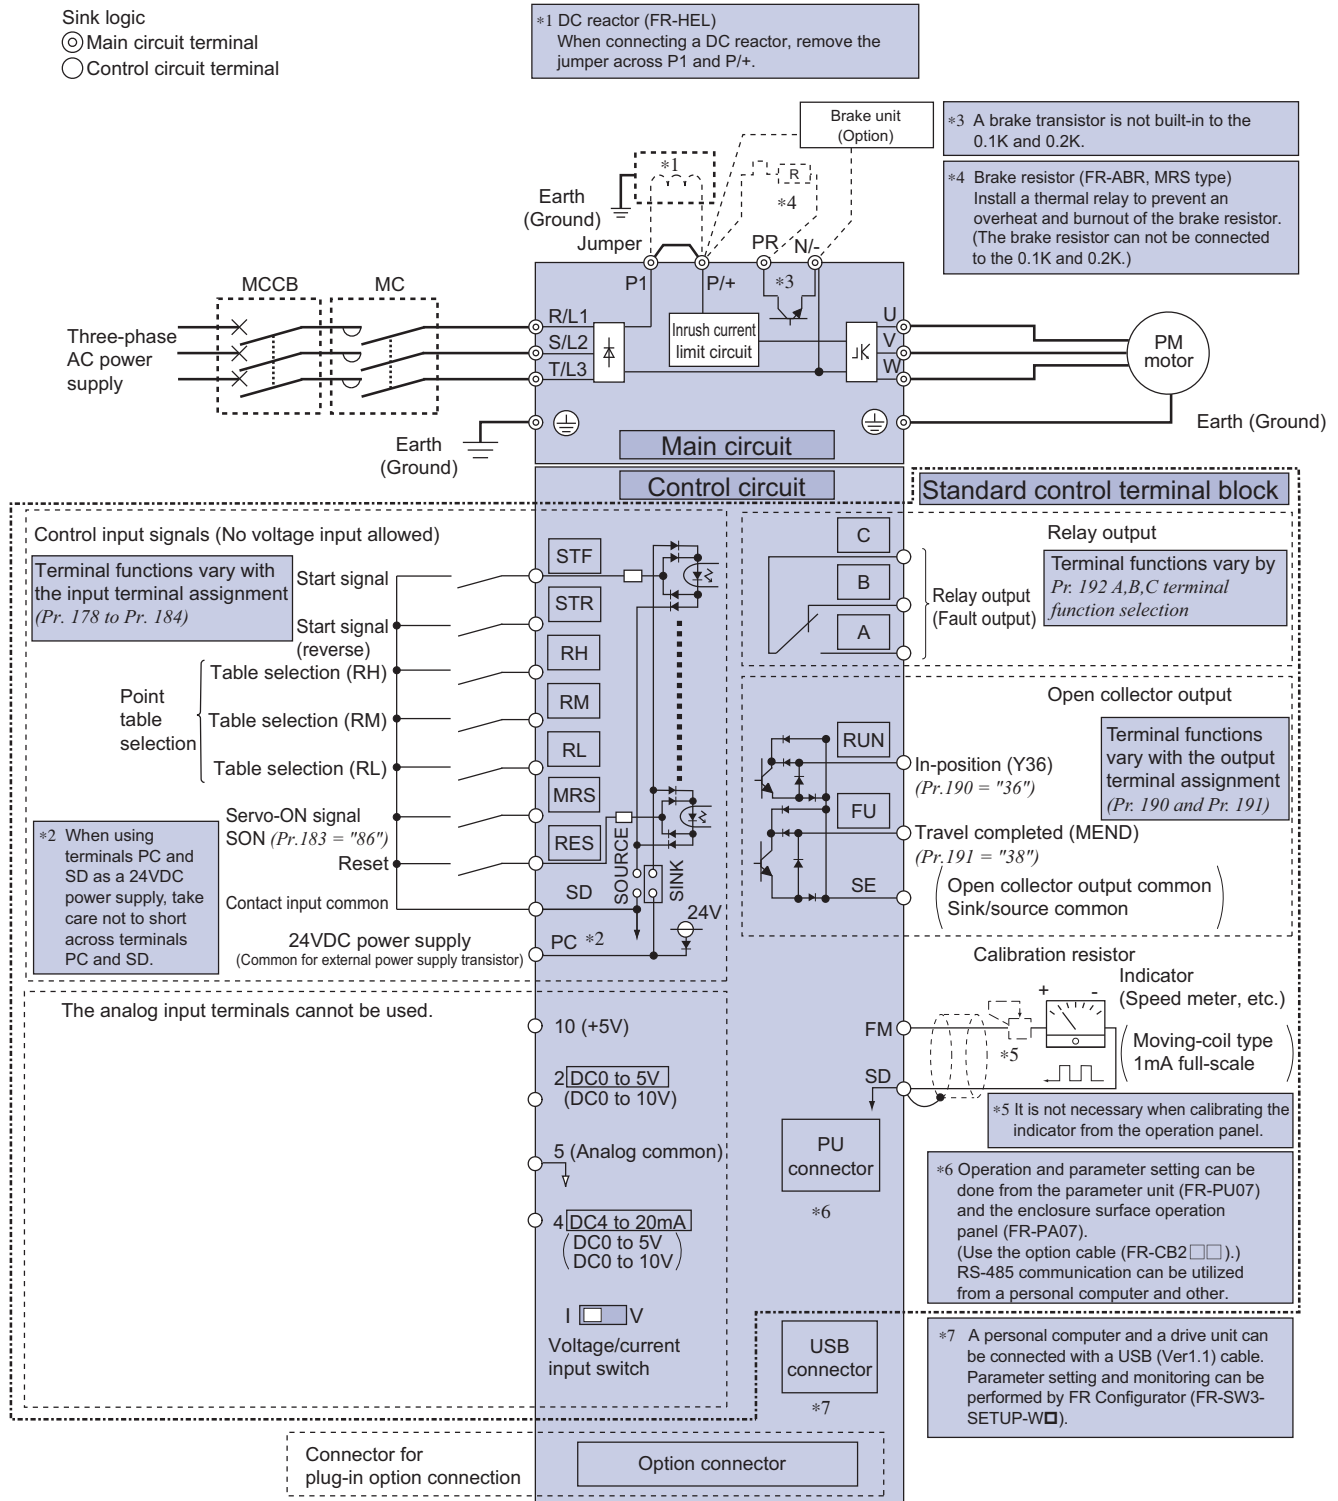 Sink logic
Main circuit terminal
Control circuit terminal
*1 DC reactor (FR-HEL)
When connecting a DC reactor, remove the
jumper across P1 and P/+.
Brake unit
(Option)
*3 A brake transistor is not built-in to the
0.1K and 0.2K.
*4 Brake resistor (FR-ABR, MRS type)
Install a thermal relay to prevent an
overheat and burnout of the brake resistor.
(The brake resistor can not be connected
to the 0.1K and 0.2K.)
*1
R
*4
Earth
(Ground)
Jumper
PR
N/-
P1
P/+
*3
MCCB
MC
Three-phase
AC power
supply
R/L1
S/L2
T/L3
Inrush current
limit circuit
U
V
W
PM
motor
Earth
(Ground)
Earth (Ground)
Main circuit
Control circuit
Standard control terminal block
Control input signals (No voltage input allowed)
Terminal functions vary with
the input terminal assignment
(Pr. 178 to Pr. 184)
Start signal
Start signal
(reverse)
Point
table
selection
Table selection (RH)
Table selection (RM)
Table selection (RL)
Servo-ON signal
SON (Pr.183 = "86")
Reset
Contact input common
24VDC power supply
(Common for external power supply transistor)
*2 When using
terminals PC and
SD as a 24VDC
power supply, take
care not to short
across terminals
PC and SD.
STF
STR
RH
RM
RL
MRS
RES
SD
PC *2
SOURCE
SINK
24V
C
B
A
Relay output
Relay output
(Fault output)
Terminal functions vary by
Pr. 192 A,B,C terminal
function selection
Open collector output
RUN
FU
SE
In-position (Y36)
(Pr.190 = "36")
Terminal functions
vary with the output
terminal assignment
(Pr. 190 and Pr. 191)
Travel completed (MEND)
(Pr.191 = "38")
Open collector output common
Sink/source common
The analog input terminals cannot be used.
10 (+5V)
2 DC0 to 5V
(DC0 to 10V)
5 (Analog common)
4 DC4 to 20mA
(DC0 to 5V
DC0 to 10V)
I V
Voltage/current
input switch
Calibration resistor
Indicator
(Speed meter, etc.)
+ -
FM
*5
Moving-coil type
1mA full-scale
SD
*5 It is not necessary when calibrating the
indicator from the operation panel.
PU
connector
*6
*6 Operation and parameter setting can be
done from the parameter unit (FR-PU07)
and the enclosure surface operation
panel (FR-PA07).
(Use the option cable (FR-CB2□□).)
RS-485 communication can be utilized
from a personal computer and other.
USB
connector
*7
*7 A personal computer and a drive unit can
be connected with a USB (Ver1.1) cable.
Parameter setting and monitoring can be
performed by FR Configurator (FR-SW3-
SETUP-W□).
Connector for
plug-in option connection
Option connector